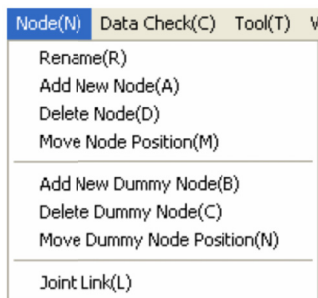 Node(N) Data Check(C) Tool(T)
Rename(R)
Add New Node(A)
Delete Node(D)
Move Node Position(M)
Add New Dummy Node(B)
Delete Dummy Node(C)
Move Dummy Node Position(N)
Joint Link(L)